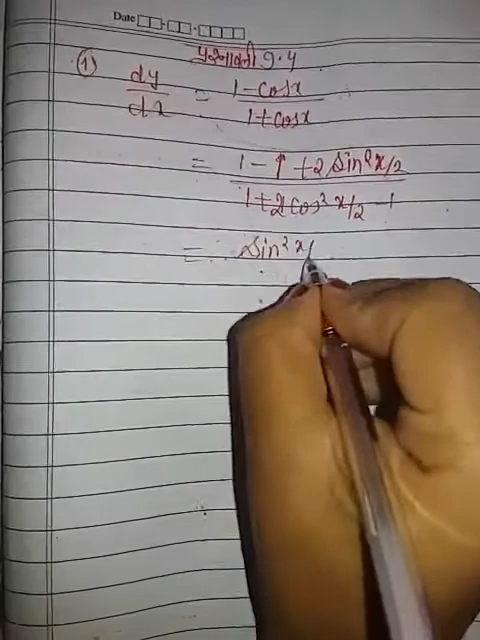 Date
प्रश्नावली 9.4
① dy/dx = 1-cosx / 1+cosx
= 1-1+2sin²x/2 / 1+2cos²x/2-1
= sin²x/